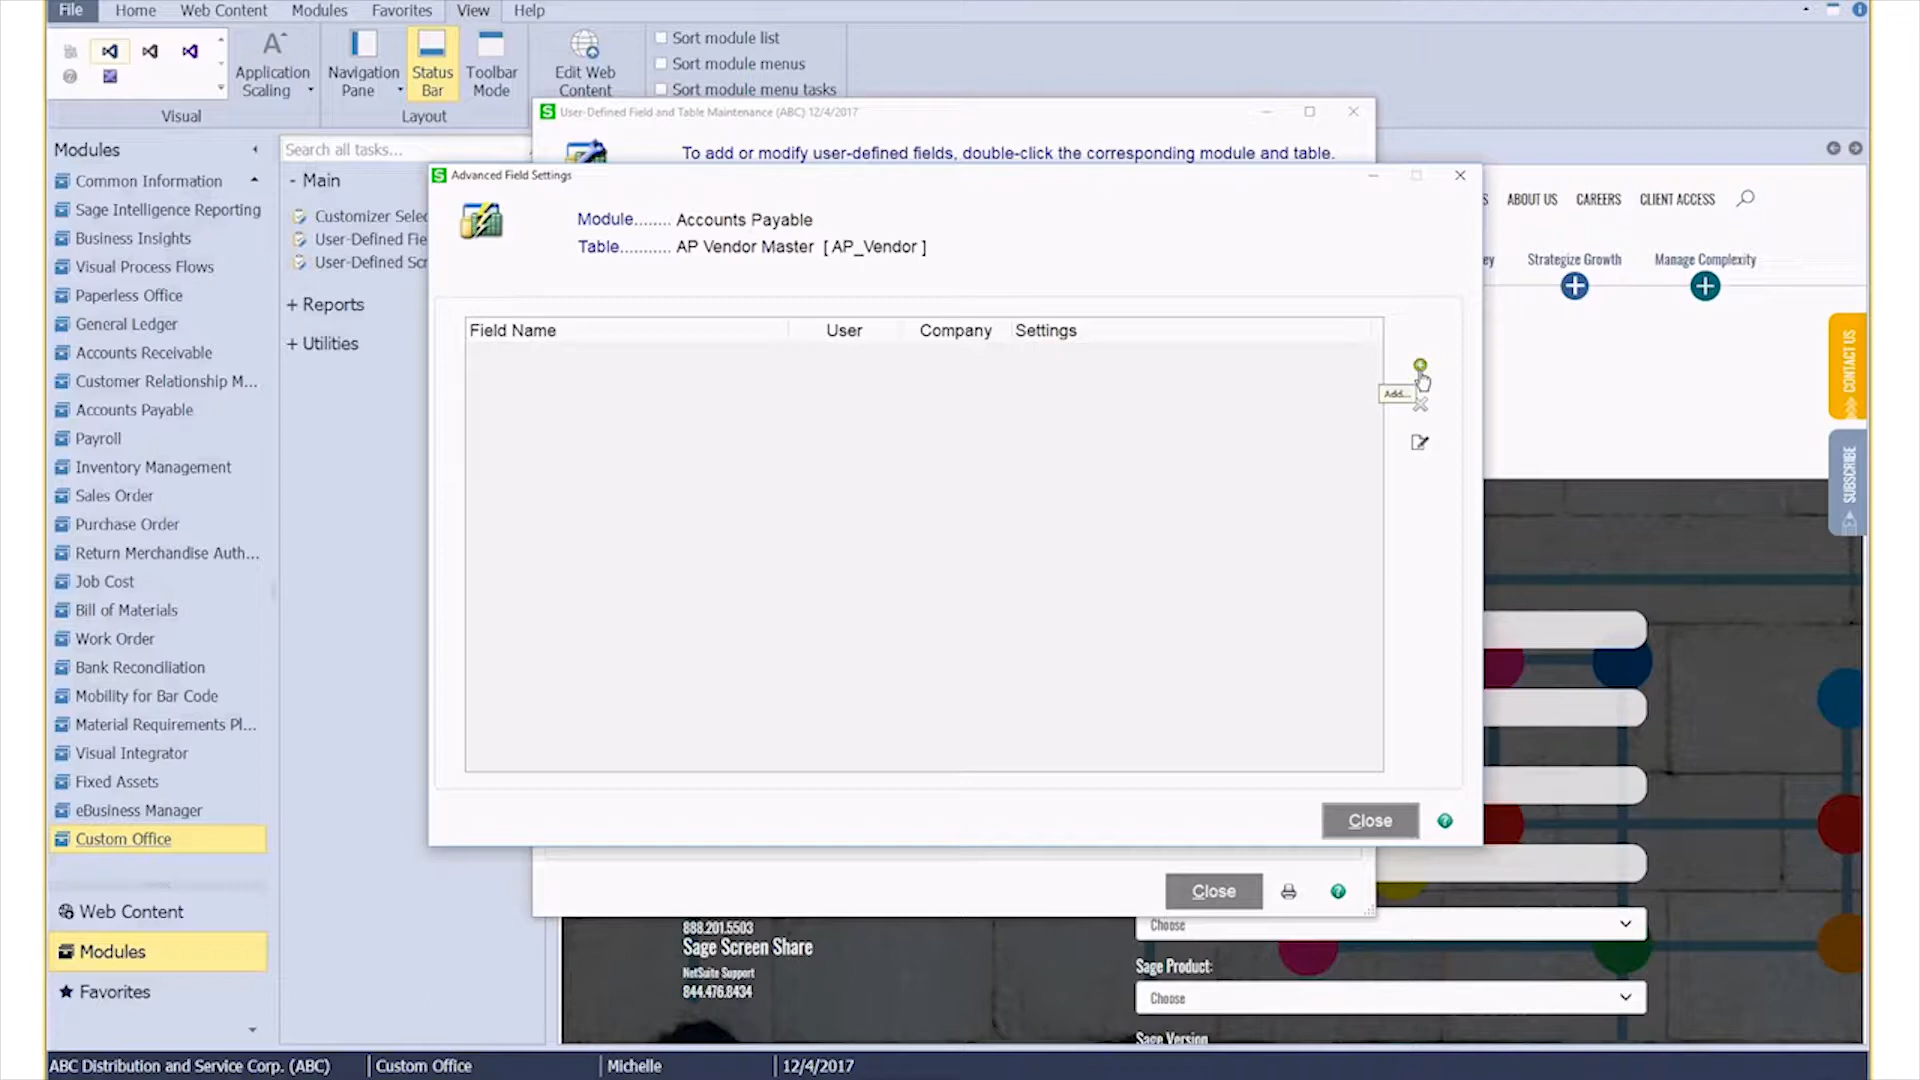 File Home Web Content Modules Favorites View Help
Application Scaling
Navigation Pane
Status Bar
Toolbar Mode
Edit Web Content
Sort module list
Sort module menus
Sort module menu tasks
Visual
Layout
Modules
Common Information
Sage Intelligence Reporting
Business Insights
Visual Process Flows
Paperless Office
General Ledger
Accounts Receivable
Customer Relationship M...
Accounts Payable
Payroll
Inventory Management
Sales Order
Purchase Order
Return Merchandise Auth...
Job Cost
Bill of Materials
Work Order
Bank Reconciliation
Mobility for Bar Code
Material Requirements Pl...
Visual Integrator
Fixed Assets
eBusiness Manager
Custom Office
Web Content
Modules
Favorites
Search all tasks...
- Main
Customizer Selec
User-Defined Fie
User-Defined Scr
+ Reports
+ Utilities
User-Defined Field and Table Maintenance (ABC) 12/4/2017
To add or modify user-defined fields, double-click the corresponding module and table.
Advanced Field Settings
Module........ Accounts Payable
Table........... AP Vendor Master [ AP_Vendor ]
Field Name User Company Settings
Add...
Close
Close
S ABOUT US CAREERS CLIENT ACCESS
ey Strategize Growth Manage Complexity
CONTACT US
SUBSCRIBE
888.201.5503
Sage Screen Share
NetSuite Support
844.476.8434
Choose
Sage Product:
Choose
Sage Version
ABC Distribution and Service Corp. (ABC) Custom Office Michelle 12/4/2017